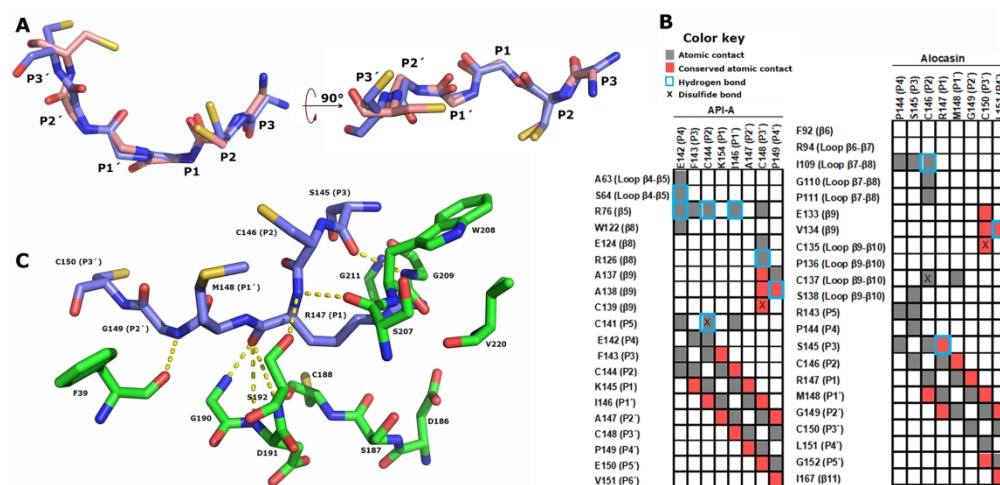 A
P3´
P2´
P1´
P1
P2
P3
90°
P3´
P2´
P1´
P1
P2
P3
C
S145 (P3)
C146 (P2)
W208
C150 (P3´)
M148 (P1´)
G211
G209
G149 (P2´)
R147 (P1)
S207
V220
F39
C188
G190
S192
D191
S187
D186
B
Color key
Atomic contact
Conserved atomic contact
Hydrogen bond
X Disulfide bond
API-A
E142 (P4)
F143 (P3)
C144 (P2)
K154 (P1)
I146 (P1´)
A147 (P2´)
C148 (P3´)
P149 (P4´)
A63 (Loop β4-β5)
S64 (Loop β4-β5)
R76 (β5)
W122 (β8)
E124 (β8)
R126 (β8)
A137 (β9)
A138 (β9)
C139 (β9)
X
C141 (P5)
X
E142 (P4)
F143 (P3)
C144 (P2)
K145 (P1)
I146 (P1´)
A147 (P2´)
C148 (P3´)
P149 (P4´)
E150 (P5´)
V151 (P6´)
Alocasin
P144 (P4)
S145 (P3)
C146 (P2)
R147 (P1)
M148 (P1´)
G149 (P2´)
C150 (P3´)
F92 (β6)
R94 (Loop β6-β7)
I109 (Loop β7-β8)
G110 (Loop β7-β8)
P111 (Loop β7-β8)
E133 (β9)
V134 (β9)
C135 (Loop β9-β10)
X
P136 (Loop β9-β10)
C137 (Loop β9-β10)
X
S138 (Loop β9-β10)
R143 (P5)
P144 (P4)
S145 (P3)
C146 (P2)
R147 (P1)
M148 (P1´)
G149 (P2´)
C150 (P3´)
L151 (P4´)
G152 (P5´)
I167 (β11)